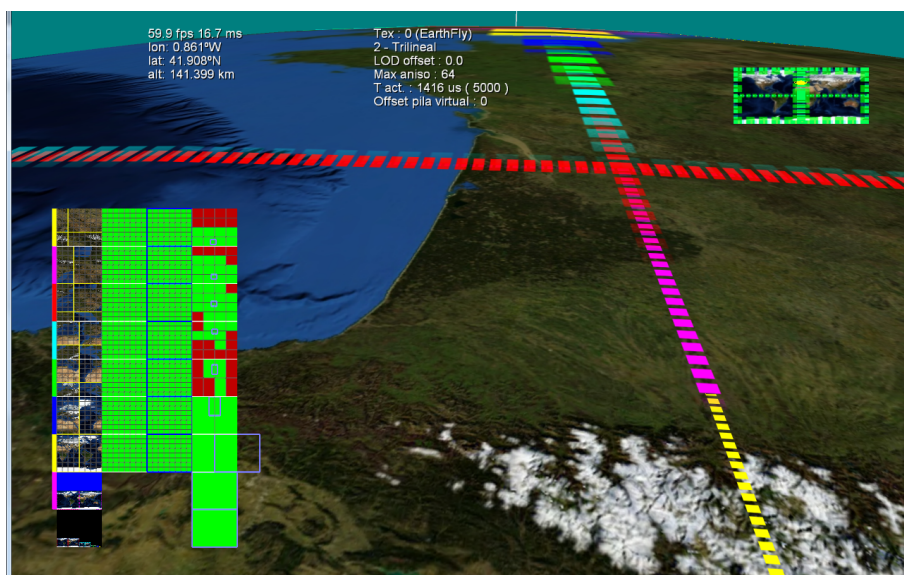 59.9 fps 16.7 ms
lon: 0.861ºW
lat: 41.908ºN
alt: 141.399 km
Tex : 0 (EarthFly)
2 - Trilineal
LOD offset : 0.0
Max aniso : 64
T act. : 1416 us ( 5000 )
Offset pila virtual : 0